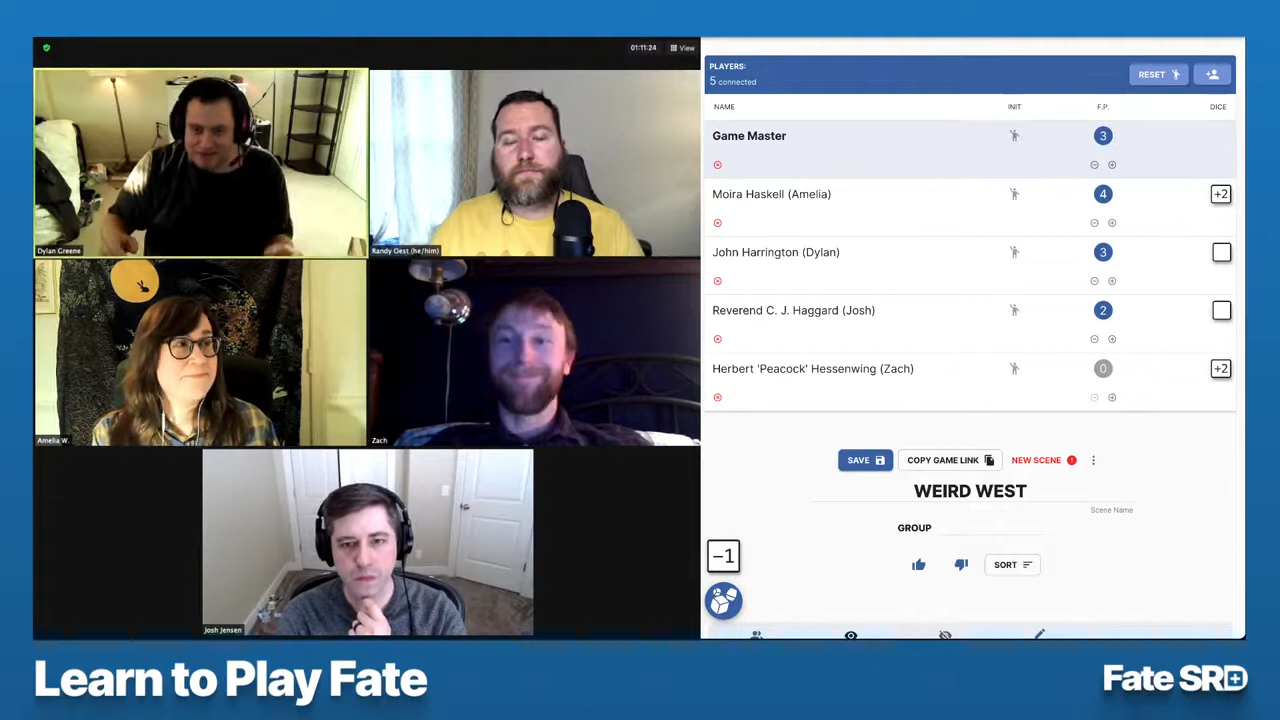 01:11:24 View
Dylan Greene
Randy Oest (he/him)
Amelia W.
Zach
Josh Jensen
PLAYERS:
5 connected
RESET
NAME INIT F.P. DICE
Game Master 3
Moira Haskell (Amelia) 4 +2
John Harrington (Dylan) 3
Reverend C. J. Haggard (Josh) 2
Herbert 'Peacock' Hessenwing (Zach) 0 +2
SAVE COPY GAME LINK NEW SCENE
WEIRD WEST
Scene Name
GROUP
−1
SORT
Learn to Play Fate
Fate SRD